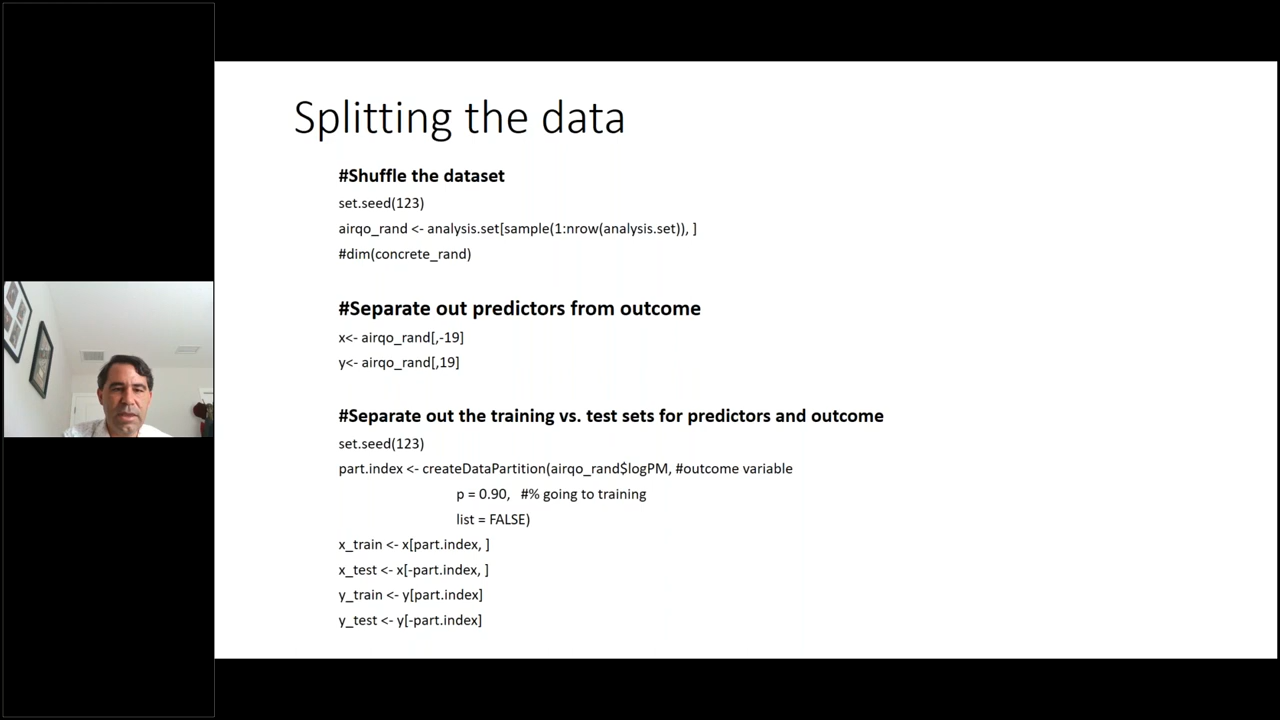 Splitting the data
#Shuffle the dataset
set.seed(123)
airqo_rand <- analysis.set[sample(1:nrow(analysis.set)), ]
#dim(concrete_rand)
#Separate out predictors from outcome
x<- airqo_rand[,-19]
y<- airqo_rand[,19]
#Separate out the training vs. test sets for predictors and outcome
set.seed(123)
part.index <- createDataPartition(airqo_rand$logPM, #outcome variable
p = 0.90, #% going to training
list = FALSE)
x_train <- x[part.index, ]
x_test <- x[-part.index, ]
y_train <- y[part.index]
y_test <- y[-part.index]